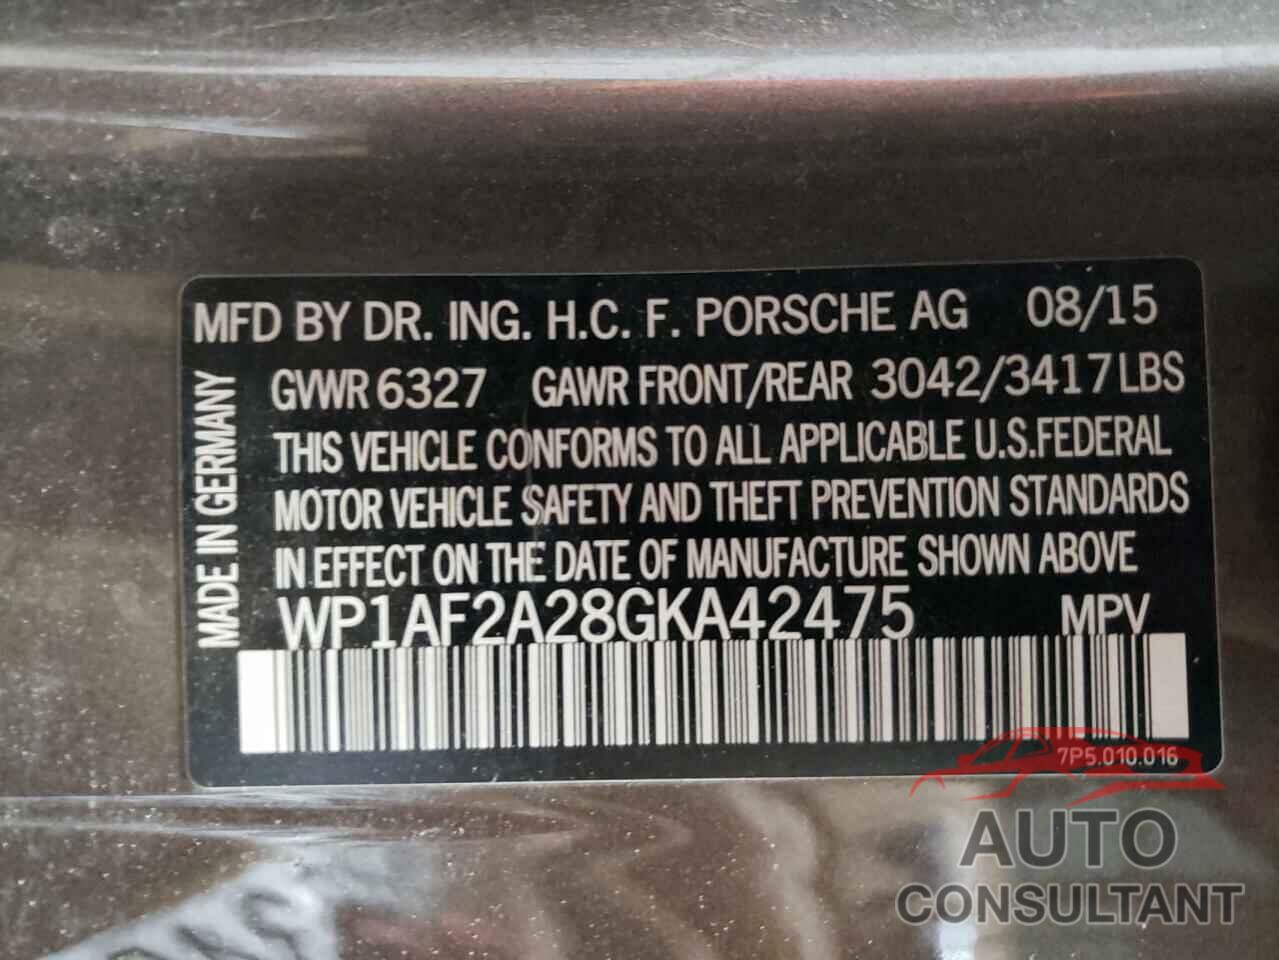 MFD BY DR. ING. H.C. F. PORSCHE AG 08/15
GVWR 6327 GAWR FRONT/REAR 3042/3417LBS
THIS VEHICLE CONFORMS TO ALL APPLICABLE U.S.FEDERAL
MOTOR VEHICLE SAFETY AND THEFT PREVENTION STANDARDS
IN EFFECT ON THE DATE OF MANUFACTURE SHOWN ABOVE
WP1AF2A28GKA42475 MPV
MADE IN GERMANY
7P5.010.016
AUTO
CONSULTANT